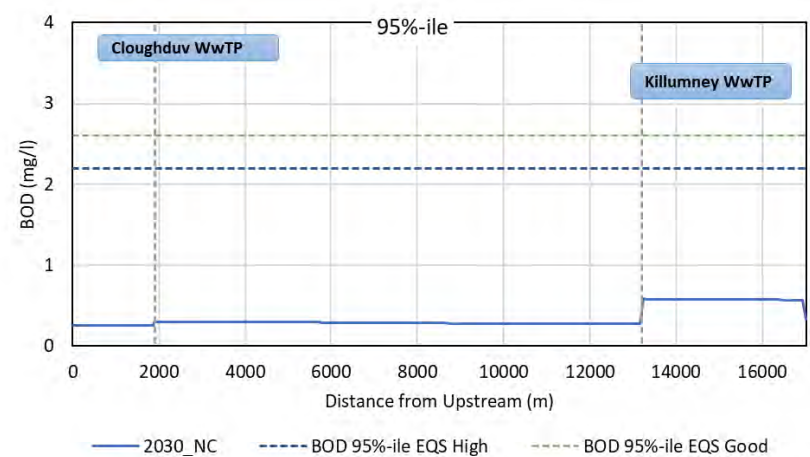 95%-ile
Cloughduv WwTP
Killumney WwTP
4
3
2
1
0
BOD (mg/l)
0 2000 4000 6000 8000 10000 12000 14000 16000
Distance from Upstream (m)
2030_NC BOD 95%-ile EQS High BOD 95%-ile EQS Good